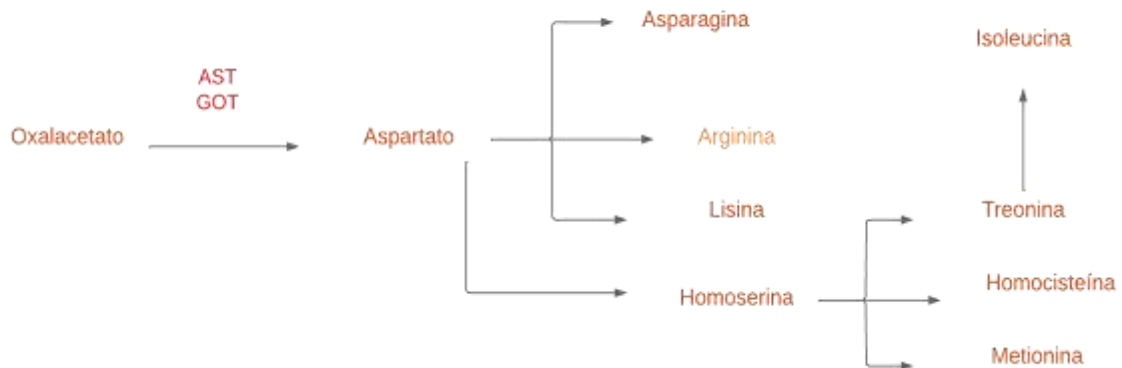 Asparagina
Isoleucina
AST
GOT
Oxalacetato
Aspartato
Arginina
Lisina
Treonina
Homoserina
Homocisteína
Metionina